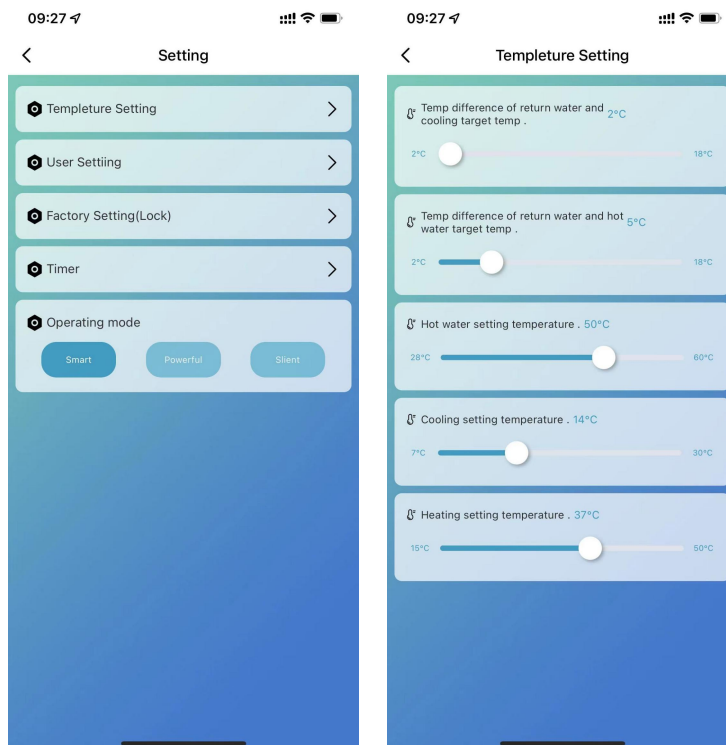 09:27
Setting
Templeture Setting
User Settiing
Factory Setting(Lock)
Timer
Operating mode
Smart
Powerful
Slient
09:27
Templeture Setting
Temp difference of return water and
cooling target temp . 2°C
2°C 18°C
Temp difference of return water and hot
water target temp . 5°C
2°C 18°C
Hot water setting temperature . 50°C
28°C 60°C
Cooling setting temperature . 14°C
7°C 30°C
Heating setting temperature . 37°C
15°C 50°C